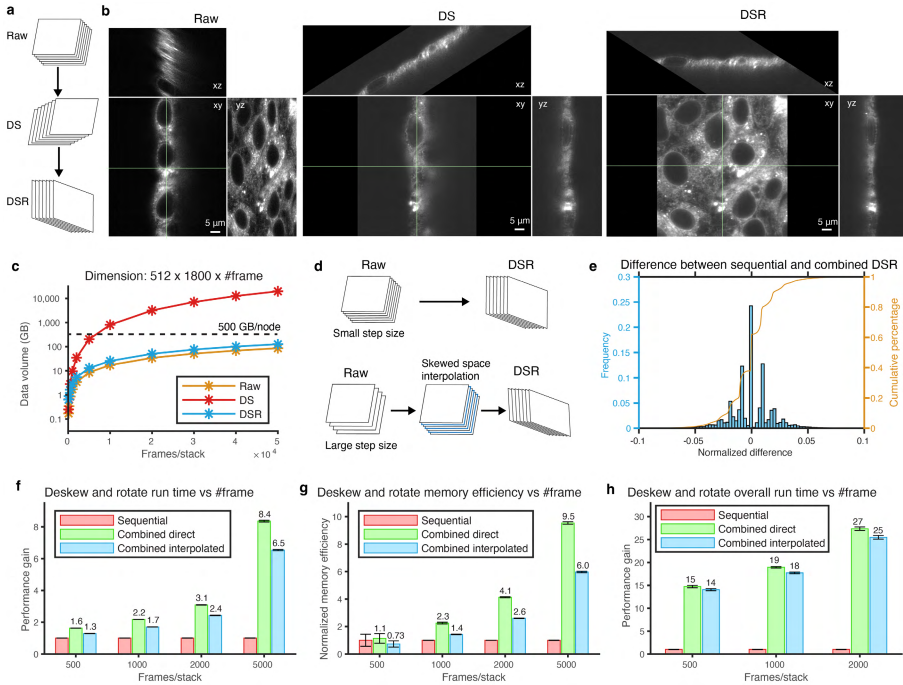 a
Raw
DS
DSR
b
Raw
DS
DSR
xz
xz
xz
xy
yz
xy
yz
xy
yz
5 µm
5 µm
5 µm
c
Dimension: 512 x 1800 x #frame
Data volume (GB)
10,000
1,000
100
10
1
0.1
500 GB/node
Raw
DS
DSR
0 1 2 3 4 5
Frames/stack
× 10⁴
d
Raw
DSR
Small step size
Raw
Skewed space
interpolation
DSR
Large step size
e
Difference between sequential and combined DSR
Frequency
0.3
0.25
0.2
0.15
0.1
0.05
0
Cumulative percentage
1
0.8
0.6
0.4
0.2
0
-0.1 -0.05 0 0.05 0.1
Normalized difference
f
Deskew and rotate run time vs #frame
Performance gain
8
6
4
2
0
Sequential
Combined direct
Combined interpolated
1.6 1.3
2.2 1.7
3.1 2.4
8.4 6.5
500 1000 2000 5000
Frames/stack
g
Deskew and rotate memory efficiency vs #frame
Normalized memory efficiency
10
8
6
4
2
0
Sequential
Combined direct
Combined interpolated
1.1 0.73
2.3 1.4
4.1 2.6
9.5 6.0
500 1000 2000 5000
Frames/stack
h
Deskew and rotate overall run time vs #frame
Performance gain
30
25
20
15
10
5
0
Sequential
Combined direct
Combined interpolated
15 14
19 18
27 25
500 1000 2000
Frames/stack